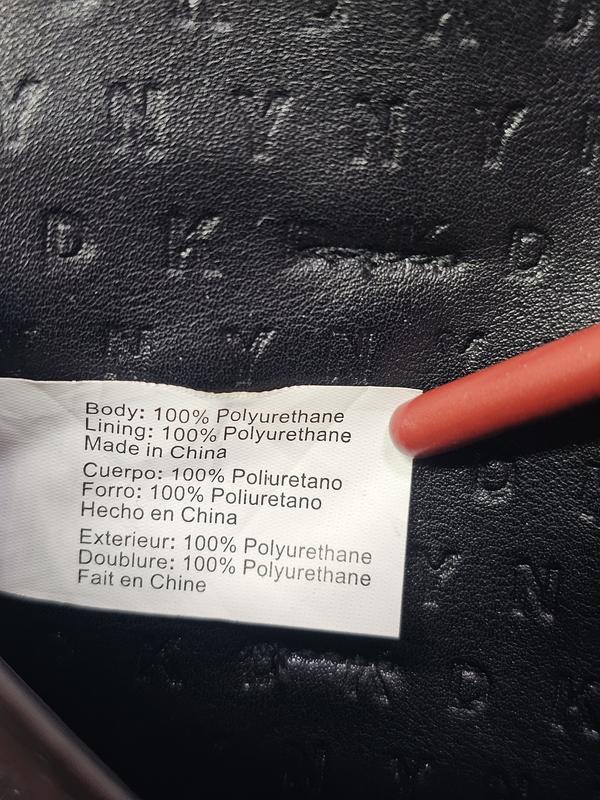 Y N Y N Y
D K K D
N Y N Y
Body: 100% Polyurethane
Lining: 100% Polyurethane
Made in China
Cuerpo: 100% Poliuretano
Forro: 100% Poliuretano
Hecho en China
Exterieur: 100% Polyurethane
Doublure: 100% Polyurethane
Fait en Chine
Y N
D K